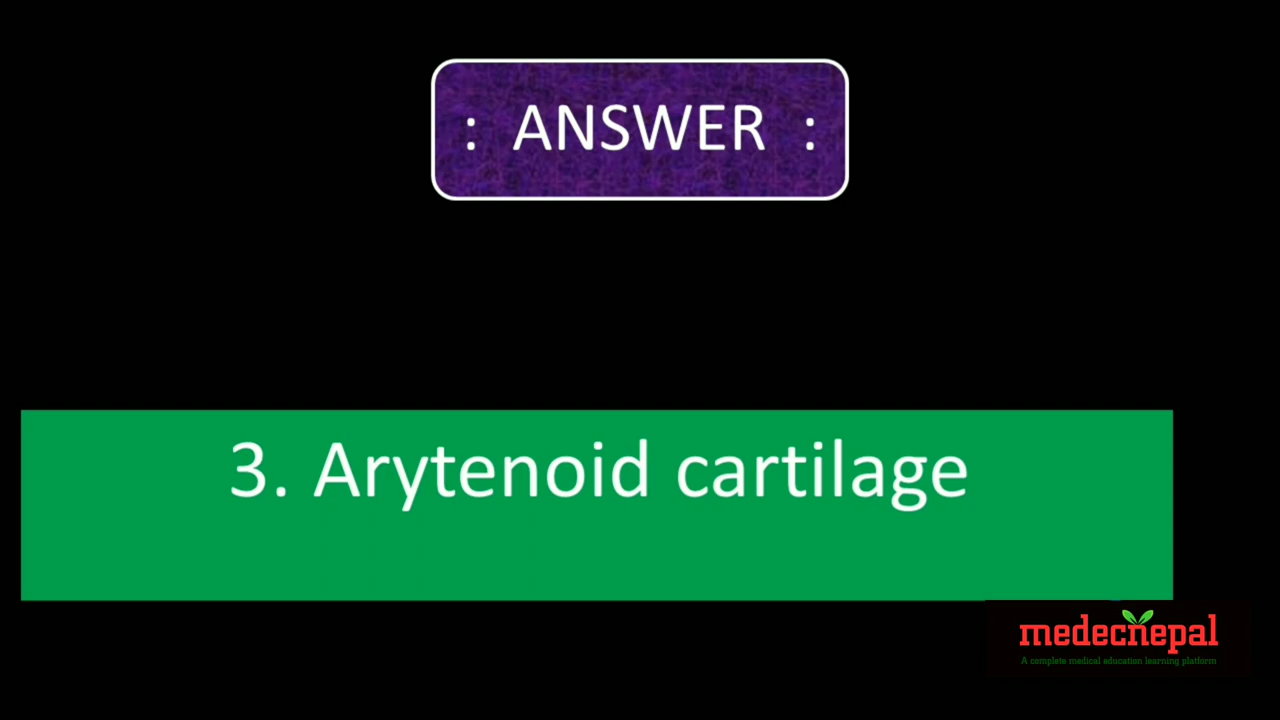 : ANSWER :
3. Arytenoid cartilage
medecnepal
A complete medical education learning platform